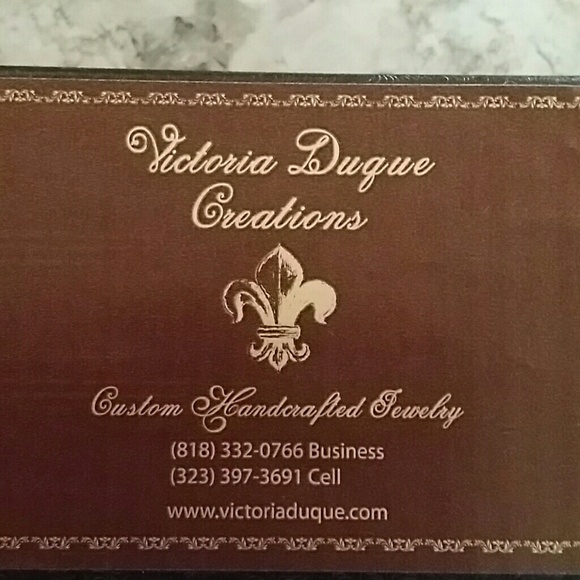 Victoria Duque
Creations
Custom Handcrafted Jewelry
(818) 332-0766 Business
(323) 397-3691 Cell
www.victoriaduque.com